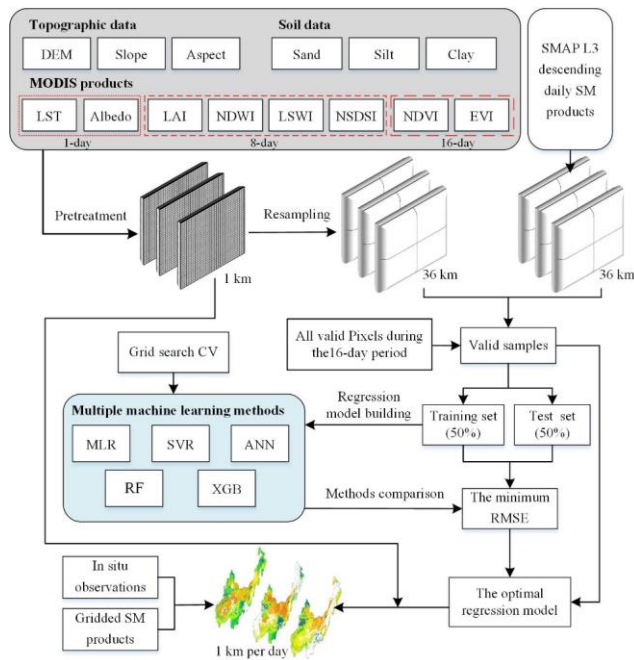 Topographic data
Soil data
DEM
Slope
Aspect
Sand
Silt
Clay
MODIS products
LST
Albedo
LAI
NDWI
LSWI
NSDSI
NDVI
EVI
1-day
8-day
16-day
SMAP L3
descending
daily SM
products
Pretreatment
Resampling
1 km
36 km
36 km
Grid search CV
All valid Pixels during
the16-day period
Valid samples
Multiple machine learning methods
MLR
SVR
ANN
RF
XGB
Regression
model building
Training set
(50%)
Test set
(50%)
Methods comparison
The minimum
RMSE
In situ
observations
Gridded SM
products
1 km per day
The optimal
regression model